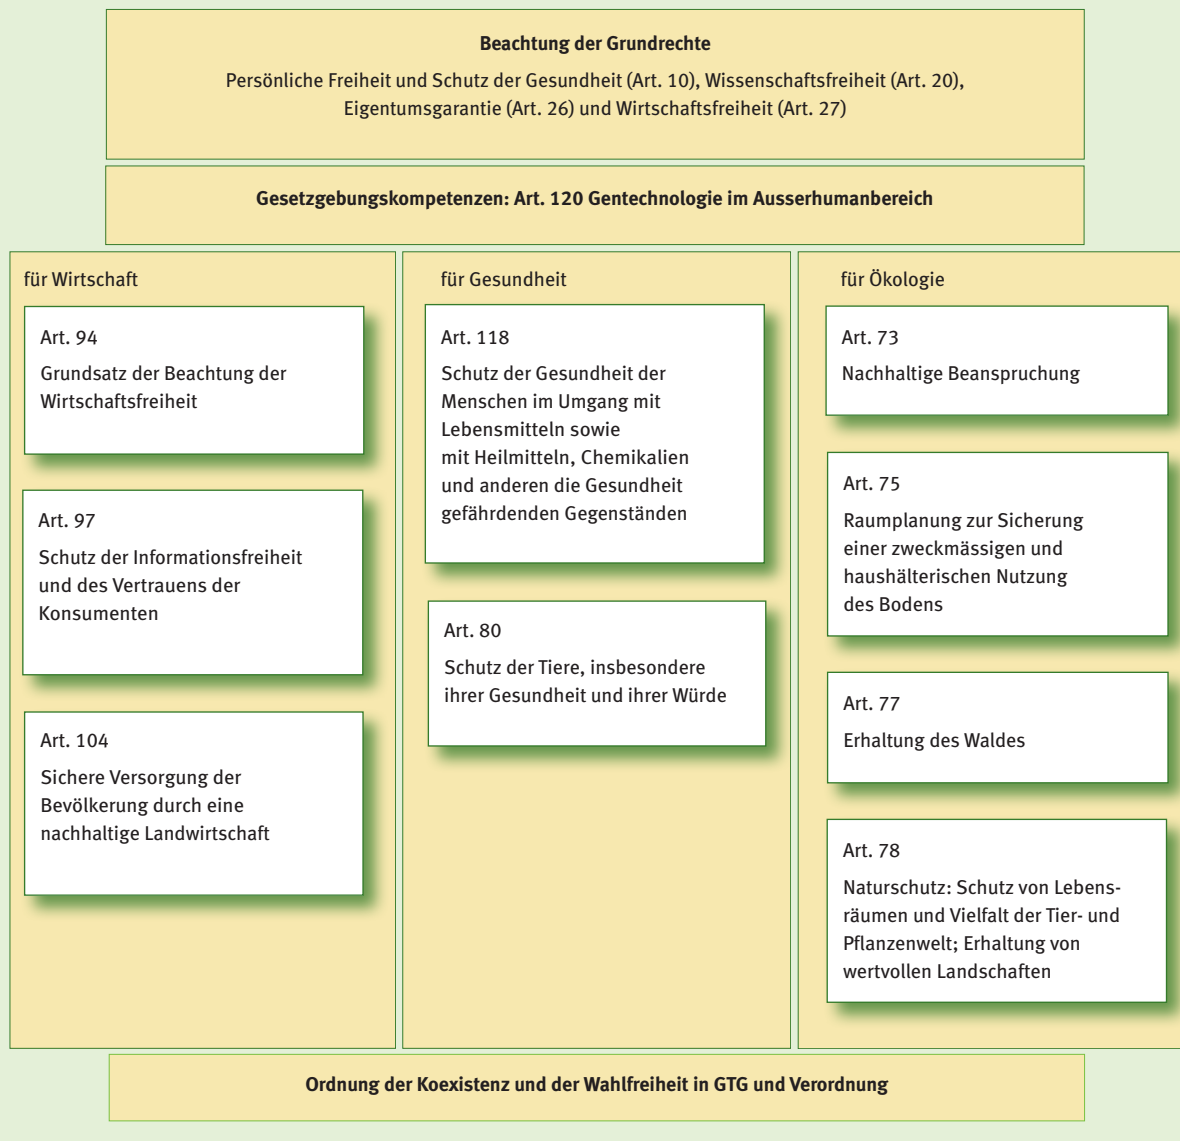 Beachtung der Grundrechte
Persönliche Freiheit und Schutz der Gesundheit (Art. 10), Wissenschaftsfreiheit (Art. 20),
Eigentumsgarantie (Art. 26) und Wirtschaftsfreiheit (Art. 27)
Gesetzgebungskompetenzen: Art. 120 Gentechnologie im Ausserhumanbereich
für Wirtschaft
Art. 94
Grundsatz der Beachtung der
Wirtschaftsfreiheit
Art. 97
Schutz der Informationsfreiheit
und des Vertrauens der
Konsumenten
Art. 104
Sichere Versorgung der
Bevölkerung durch eine
nachhaltige Landwirtschaft
für Gesundheit
Art. 118
Schutz der Gesundheit der
Menschen im Umgang mit
Lebensmitteln sowie
mit Heilmitteln, Chemikalien
und anderen die Gesundheit
gefährdenden Gegenständen
Art. 80
Schutz der Tiere, insbesondere
ihrer Gesundheit und ihrer Würde
für Ökologie
Art. 73
Nachhaltige Beanspruchung
Art. 75
Raumplanung zur Sicherung
einer zweckmässigen und
haushälterischen Nutzung
des Bodens
Art. 77
Erhaltung des Waldes
Art. 78
Naturschutz: Schutz von Lebens-
räumen und Vielfalt der Tier- und
Pflanzenwelt; Erhaltung von
wertvollen Landschaften
Ordnung der Koexistenz und der Wahlfreiheit in GTG und Verordnung